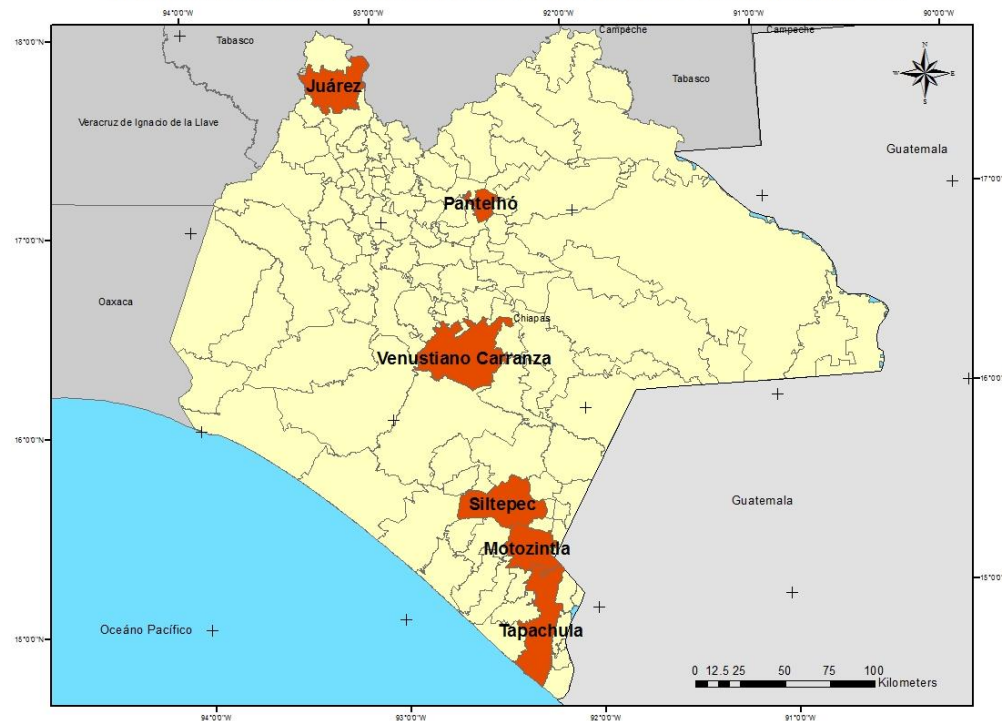 94°0'0"W 93°0'0"W 92°0'0"W 91°0'0"W 90°0'0"W
18°0'0"N
Tabasco
Campeche
Campeche
N
Juárez
Tabasco
W E
S
Veracruz de Ignacio de la Llave
Guatemala
17°0'0"N
Pantelhó
17°0'0"N
Oaxaca
Chiapas
Venustiano Carranza
16°0'0"N
16°0'0"N
Siltepec
Guatemala
Motozintla
15°0'0"N
Oceáno Pacífico
Tapachula
15°0'0"N
0 12.5 25 50 75 100
Kilometers
94°0'0"W 93°0'0"W 92°0'0"W 91°0'0"W